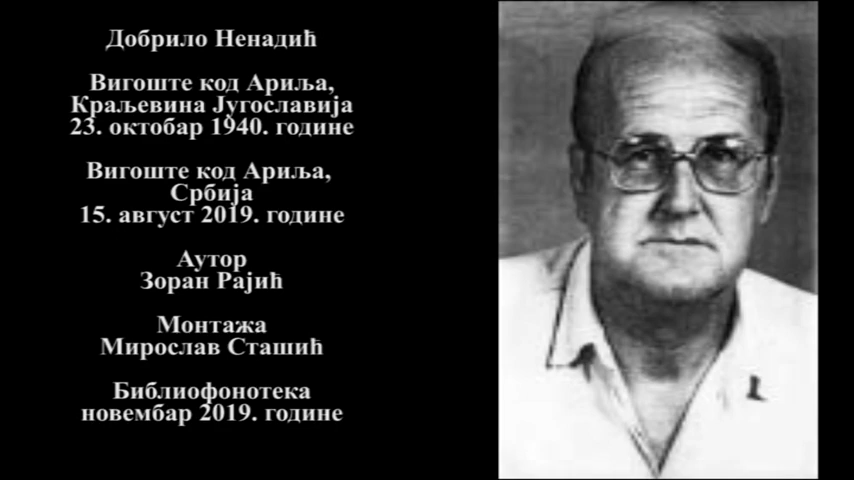 Добрило Ненадић
Вигоште код Ариља,
Краљевина Југославија
23. октобар 1940. године
Вигоште код Ариља,
Србија
15. август 2019. године
Аутор
Зоран Рајић
Монтажа
Мирослав Сташић
Библиофонотека
новембар 2019. године